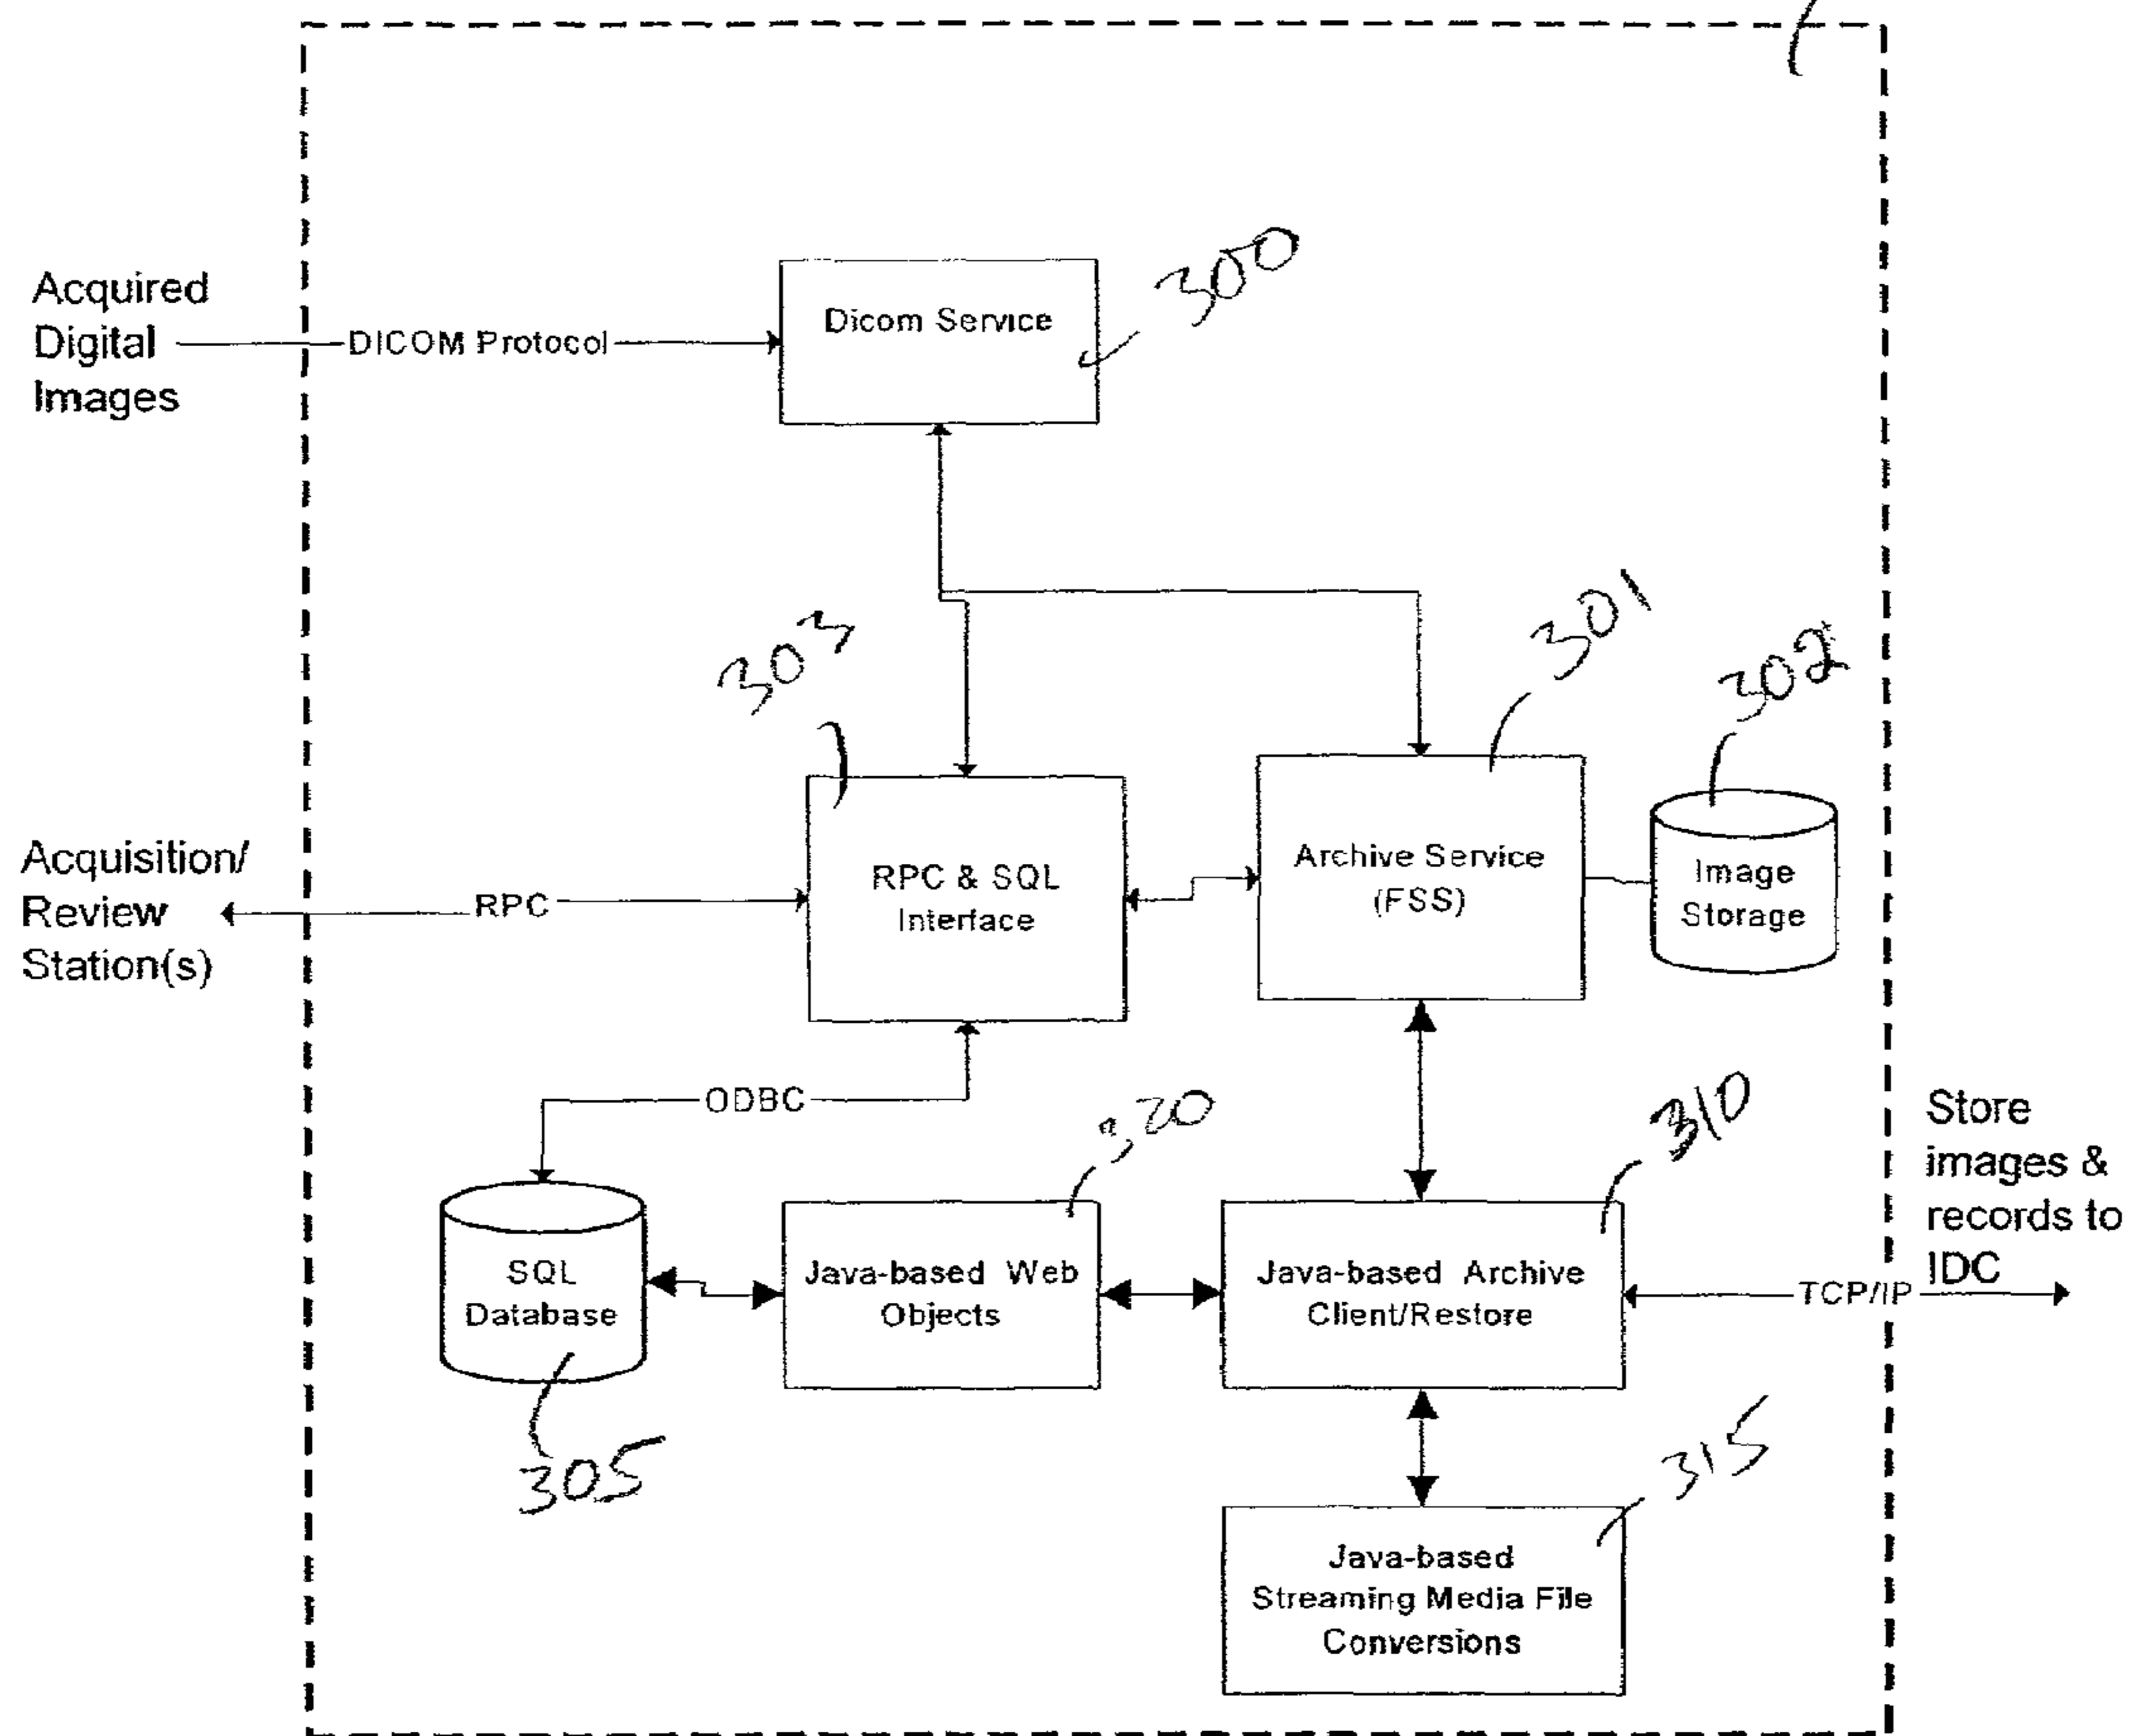 300
Acquired
Digital
Images
DICOM Protocol
Dicom Service
301
303
302
Acquisition/
Review
Station(s)
RPC
RPC & SQL
Interface
Archive Service
(FSS)
Image
Storage
ODBC
320
310
Store
images &
records to
IDC
TCP/IP
SQL
Database
Java-based Web
Objects
Java-based Archive
Client/Restore
305
315
Java-based
Streaming Media File
Conversions